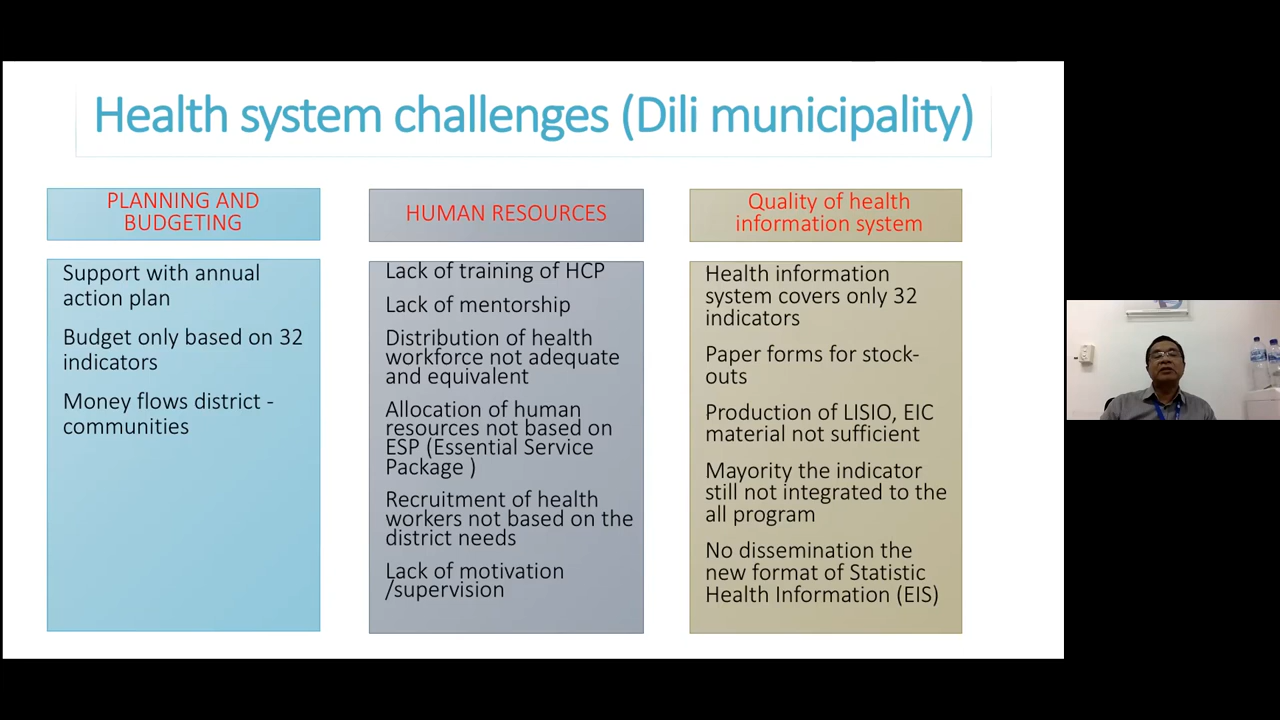 Health system challenges (Dili municipality)
PLANNING AND
BUDGETING
Support with annual
action plan
Budget only based on 32
indicators
Money flows district -
communities
HUMAN RESOURCES
Lack of training of HCP
Lack of mentorship
Distribution of health
workforce not adequate
and equivalent
Allocation of human
resources not based on
ESP (Essential Service
Package )
Recruitment of health
workers not based on the
district needs
Lack of motivation
/supervision
Quality of health
information system
Health information
system covers only 32
indicators
Paper forms for stock-
outs
Production of LISIO, EIC
material not sufficient
Mayority the indicator
still not integrated to the
all program
No dissemination the
new format of Statistic
Health Information (EIS)